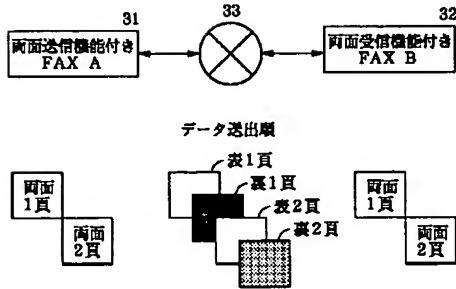 31
33
32
両面送信機能付き
FAX A
両面受信機能付き
FAX B
データ送出順
表1頁
裏1頁
表2頁
裏2頁
両面
1頁
両面
2頁
両面
1頁
両面
2頁